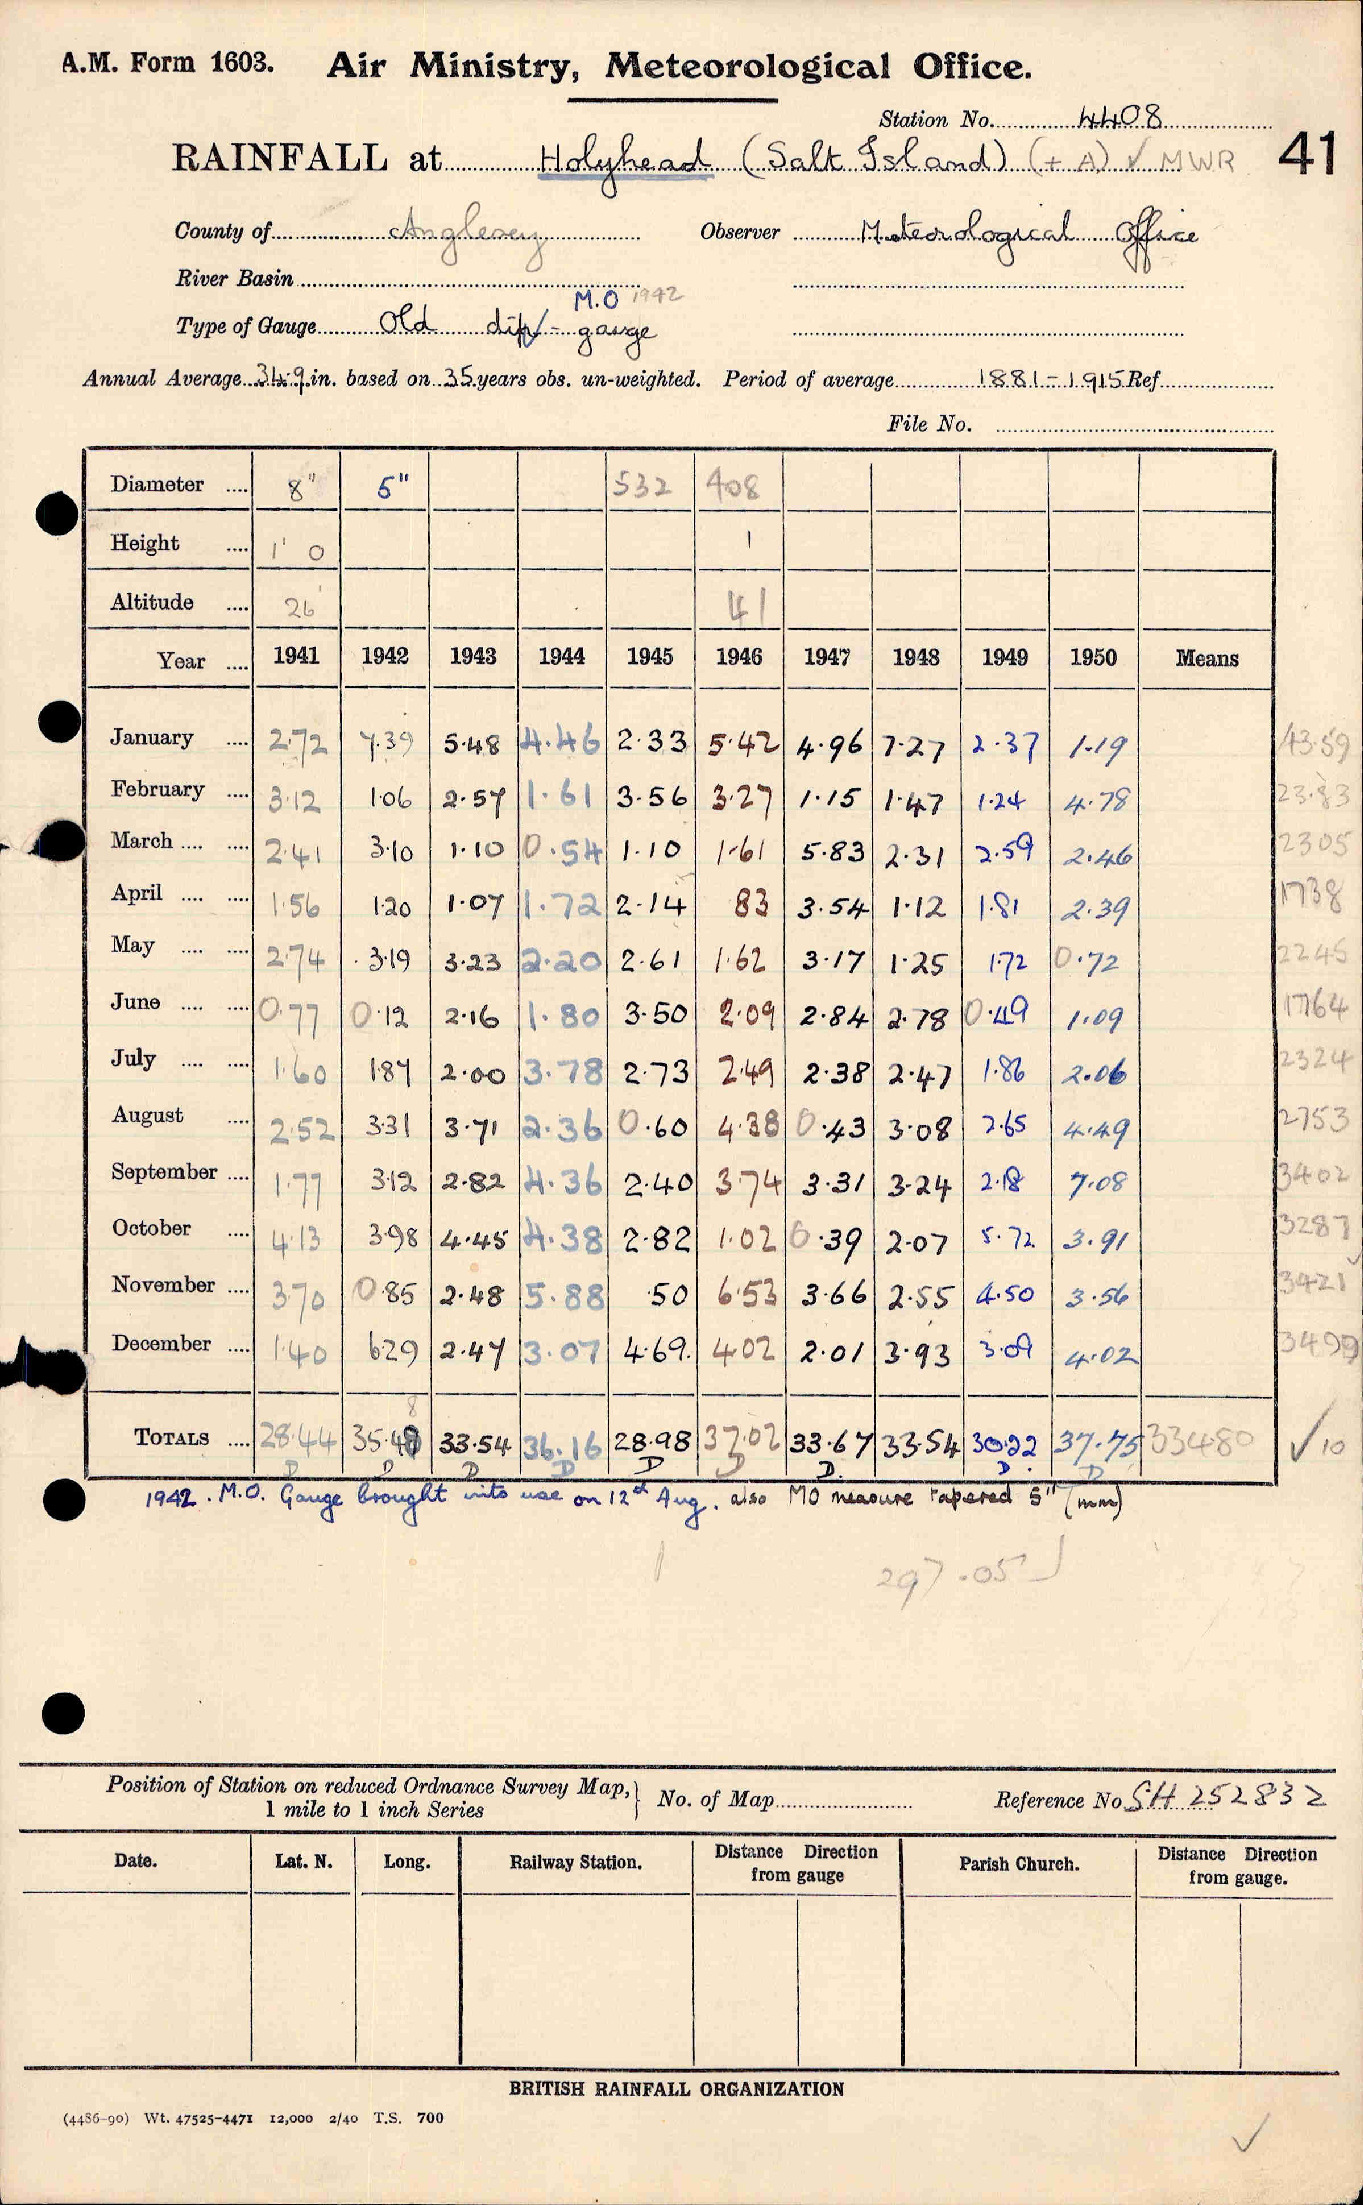 A.M. Form 1603. Air Ministry, Meteorological Office.
Station No. 4408
RAINFALL at Holyhead (Salt Island) (+ A) ✓ MWR 41
County of Anglesey Observer Meteorological Office
River Basin
M.O 1942
Type of Gauge Old dip - gauge
Annual Average 34.9 in. based on 35 years obs. un-weighted. Period of average 1881-1915 Ref
File No.
Diameter 8" 5" 532 408
Height 1' 0 1
Altitude 26' 41
Year 1941 1942 1943 1944 1945 1946 1947 1948 1949 1950 Means
January 2.72 7.39 5.48 4.46 2.33 5.42 4.96 7.27 2.37 1.19 43.59
February 3.12 1.06 2.57 1.61 3.56 3.27 1.15 1.47 1.24 4.78 23.83
March 2.41 3.10 1.10 0.54 1.10 1.61 5.83 2.31 2.59 2.46 2305
April 1.56 1.20 1.07 1.72 2.14 83 3.54 1.12 1.81 2.39 1738
May 2.74 3.19 3.23 2.20 2.61 1.62 3.17 1.25 1.72 0.72 2245
June 0.77 0.12 2.16 1.80 3.50 2.09 2.84 2.78 0.49 1.09 1764
July 1.60 1.87 2.00 3.78 2.73 2.49 2.38 2.47 1.86 2.06 2324
August 2.52 3.31 3.71 2.36 0.60 4.38 0.43 3.08 2.65 4.49 2753
September 1.77 3.12 2.82 4.36 2.40 3.74 3.31 3.24 2.18 7.08 3402
October 4.13 3.98 4.45 4.38 2.82 1.02 0.39 2.07 5.72 3.91 3287
November 3.70 0.85 2.48 5.88 .50 6.53 3.66 2.55 4.50 3.56 3421
December 1.40 6.29 2.47 3.07 4.69 4.02 2.01 3.93 3.09 4.02 3499
8
TOTALS 28.44 35.48 33.54 36.16 28.98 37.02 33.67 33.54 30.22 37.75 33480 ✓ 10
D D D D D D D. D. D
1942. M.O. Gauge brought into use on 12th Aug. also MO measure tapered 5" (mm)
297.05
Position of Station on reduced Ordnance Survey Map,
1 mile to 1 inch Series
No. of Map Reference No SH 252832
Date. Lat. N. Long. Railway Station. Distance Direction from gauge Parish Church. Distance Direction from gauge.
BRITISH RAINFALL ORGANIZATION
(4486-90) Wt. 47525-4471 12,000 2/40 T.S. 700
✓